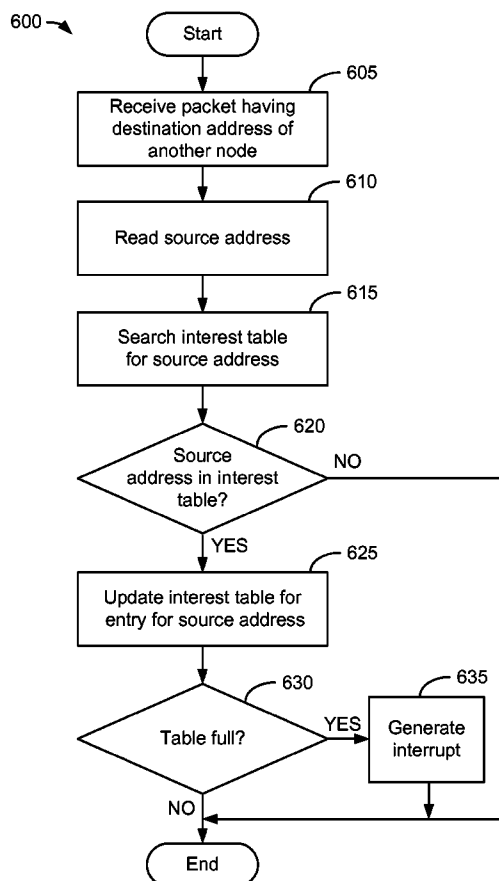 600
Start
605
Receive packet having
destination address of
another node
610
Read source address
615
Search interest table
for source address
620
Source
address in interest
table?
NO
YES
625
Update interest table for
entry for source address
630
Table full?
YES
635
Generate
interrupt
NO
End